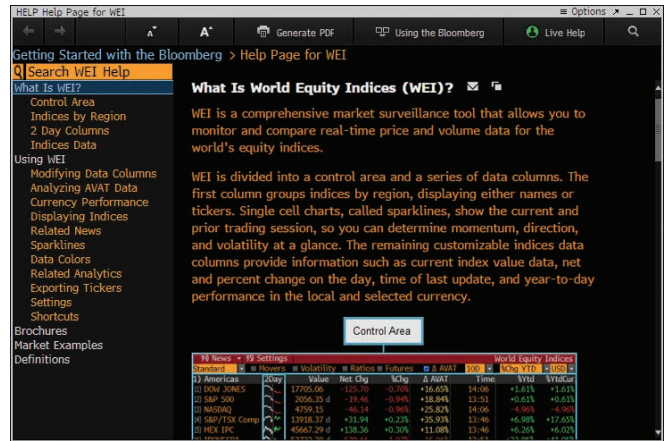 HELP Help Page for WEI
Options
A A Generate PDF Using the Bloomberg Live Help
Getting Started with the Bloomberg > Help Page for WEI
Search WEI Help
What Is WEI?
Control Area
Indices by Region
2 Day Columns
Indices Data
Using WEI
Modifying Data Columns
Analyzing AVAT Data
Currency Performance
Displaying Indices
Related News
Sparklines
Data Colors
Related Analytics
Exporting Tickers
Settings
Shortcuts
Brochures
Market Examples
Definitions
What Is World Equity Indices (WEI)?
WEI is a comprehensive market surveillance tool that allows you to
monitor and compare real-time price and volume data for the
world's equity indices.
WEI is divided into a control area and a series of data columns. The
first column groups indices by region, displaying either names or
tickers. Single cell charts, called sparklines, show the current and
prior trading session, so you can determine momentum, direction,
and volatility at a glance. The remaining customizable indices data
columns provide information such as current index value data, net
and percent change on the day, time of last update, and year-to-day
performance in the local and selected currency.
Control Area
News Settings World Equity Indices
Standard Movers Volatility Ratios Futures Δ AVAT 10D %Chg YTD USD
1) Americas 2Day Value Net Chg %Chg Δ AVAT Time %Ytd %YtdCur
DOW JONES 17705.06 -125.70 -0.70% +16.65% 14:06 +1.61% +1.61%
S&P 500 2056.35 d -19.46 -0.94% +18.84% 13:51 +0.61% +0.61%
NASDAQ 4759.15 -46.14 -0.96% +25.82% 14:06 -4.96% -4.96%
S&P/TSX Comp 13918.37 d +31.94 +0.23% +35.93% 13:46 +6.98% +17.65%
MEX IPC 45667.29 d +138.36 +0.30% +11.08% 13:46 +6.26% +6.02%